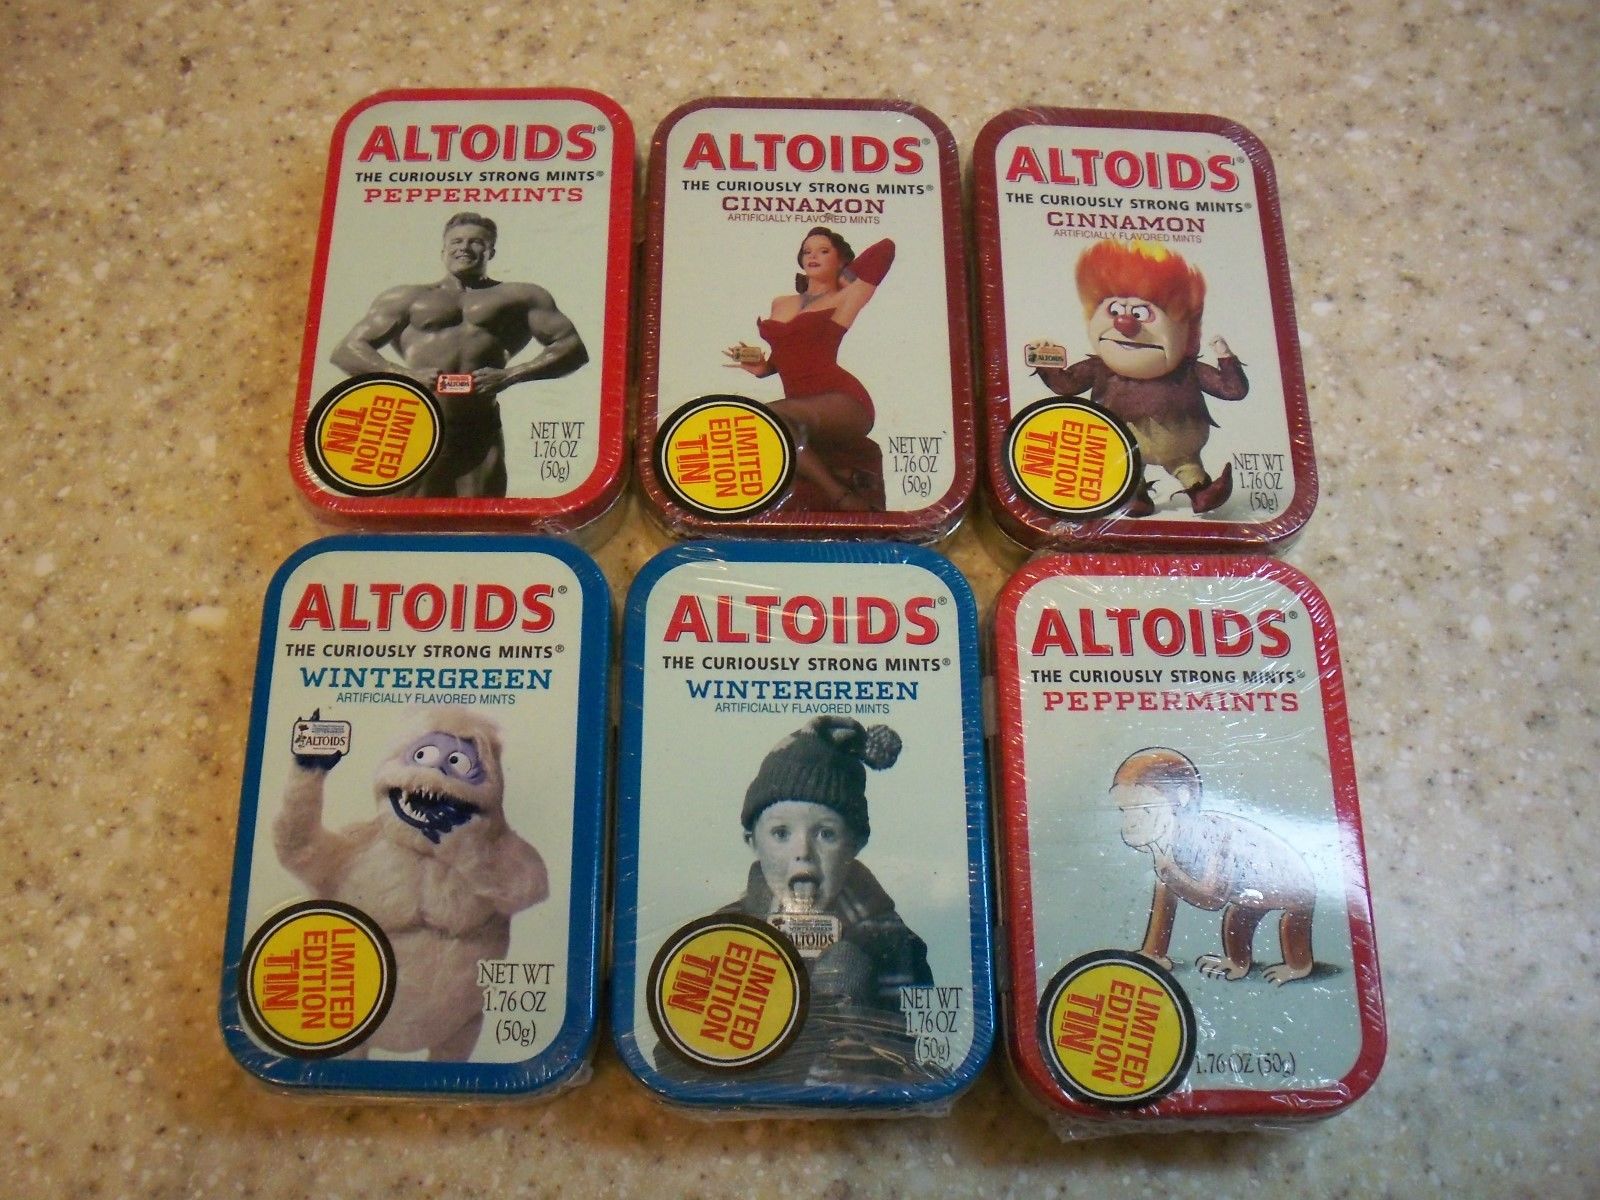 ALTOIDS®
THE CURIOUSLY STRONG MINTS®
PEPPERMINTS
ALTOIDS
LIMITED
EDITION
TIN
NET WT
1.76 OZ
(50g)
ALTOIDS®
THE CURIOUSLY STRONG MINTS®
CINNAMON
ARTIFICIALLY FLAVORED MINTS
LIMITED
EDITION
TIN
NET WT
1.76 OZ
(50g)
ALTOIDS®
THE CURIOUSLY STRONG MINTS®
CINNAMON
ARTIFICIALLY FLAVORED MINTS
ALTOIDS
LIMITED
EDITION
TIN
NET WT
1.76 OZ
(50g)
ALTOIDS®
THE CURIOUSLY STRONG MINTS®
WINTERGREEN
ARTIFICIALLY FLAVORED MINTS
ALTOIDS
LIMITED
EDITION
TIN
NET WT
1.76 OZ
(50g)
ALTOIDS®
THE CURIOUSLY STRONG MINTS®
WINTERGREEN
ARTIFICIALLY FLAVORED MINTS
WINTERGREEN
ALTOIDS
LIMITED
EDITION
TIN
NET WT
1.76 OZ
(50g)
ALTOIDS®
THE CURIOUSLY STRONG MINTS®
PEPPERMINTS
LIMITED
EDITION
TIN
1.76 OZ (50g)